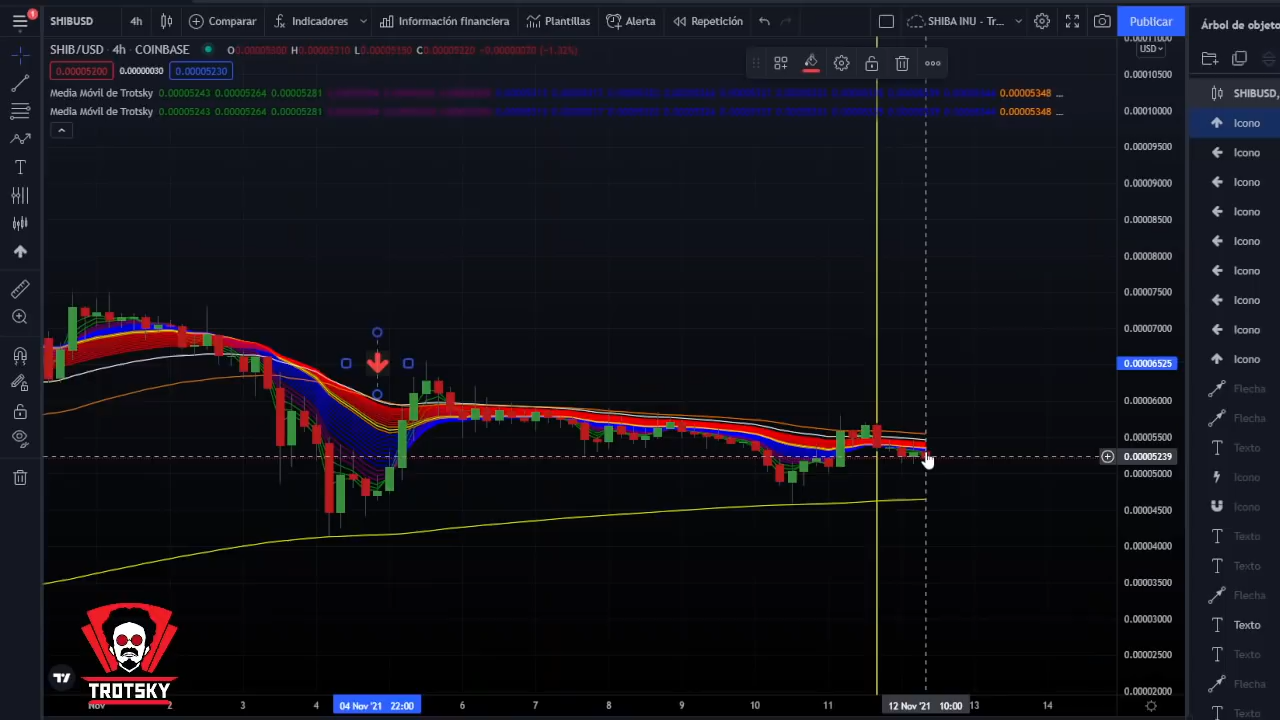 1
SHIBUSD
4h
Comparar
Indicadores
Información financiera
Plantillas
Alerta
Repetición
SHIBA INU - Tr...
Publicar
Árbol de objeto
SHIB/USD · 4h · COINBASE
0.00005200
0.00000030
0.00005230
Media Móvil de Trotsky 0.00005243 0.00005264 0.00005281
0.00005348 ...
Media Móvil de Trotsky 0.00005243 0.00005264 0.00005281
0.00005348 ...
USD
0.00010500
0.00010000
0.00009500
0.00009000
0.00008500
0.00008000
0.00007500
0.00007000
0.00006525
0.00006000
0.00005500
0.00005239
0.00005000
0.00004500
0.00004000
0.00003500
0.00003000
0.00002500
0.00002000
SHIBUSD,
Icono
Icono
Icono
Icono
Icono
Icono
Icono
Icono
Icono
Flecha
Flecha
Texto
Icono
Icono
Texto
Texto
Flecha
Texto
Texto
Flecha
Texto
TROTSKY
Nov
2
3
4
04 Nov '21 22:00
6
7
8
9
10
11
12 Nov '21 10:00
13
14